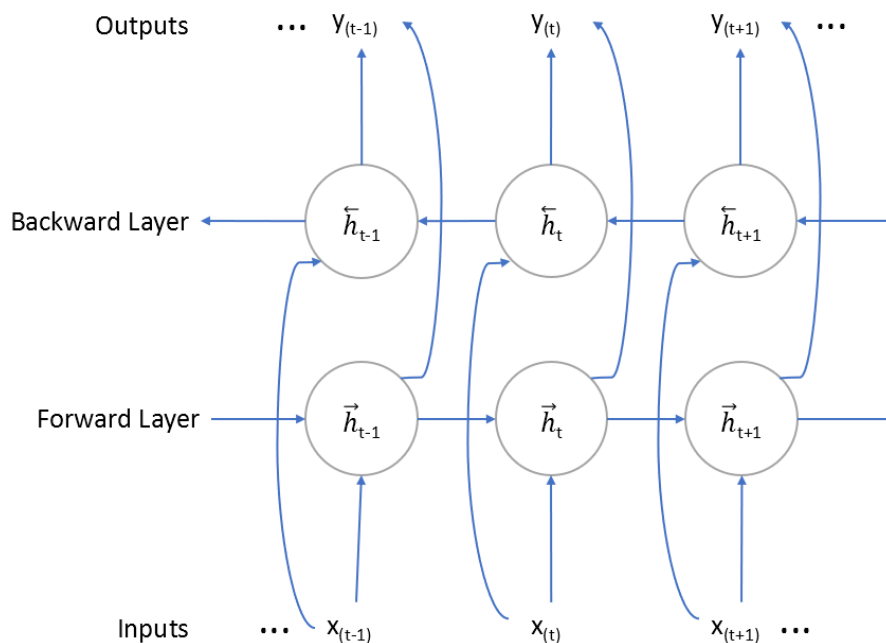 Outputs ... y(t-1) y(t) y(t+1) ...
Backward Layer h⃖t-1 h⃖t h⃖t+1
Forward Layer h⃗t-1 h⃗t h⃗t+1
Inputs ... x(t-1) x(t) x(t+1) ...